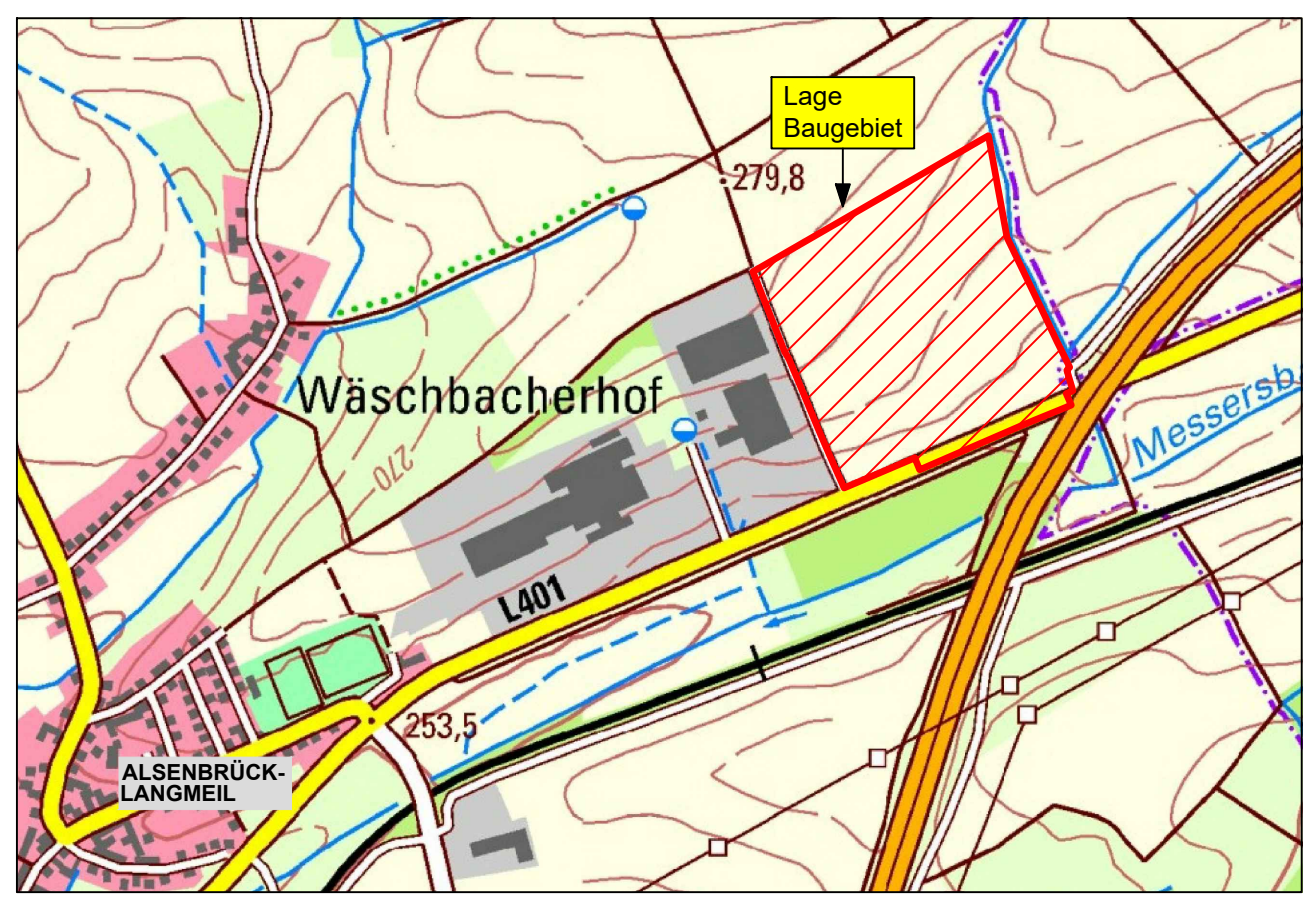 Lage
Baugebiet
279,8
Wäschbacherhof
270
Messersb
L401
253,5
ALSENBRÜCK-
LANGMEIL